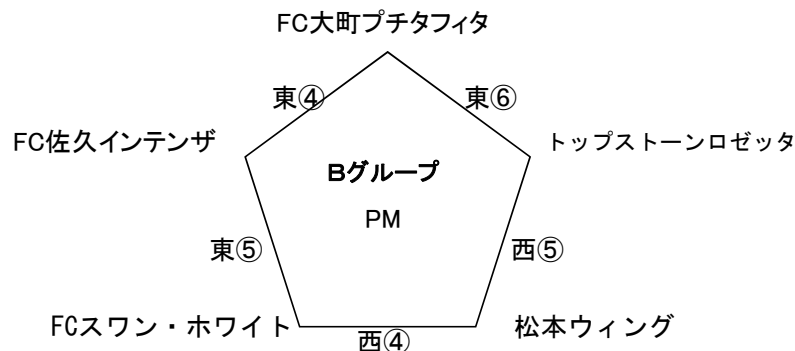 FC大町プチタフィタ
東④
東⑥
FC佐久インテンザ
トップストーンロゼッタ
Bグループ
PM
東⑤
西⑤
FCスワン・ホワイト
西④
松本ウィング